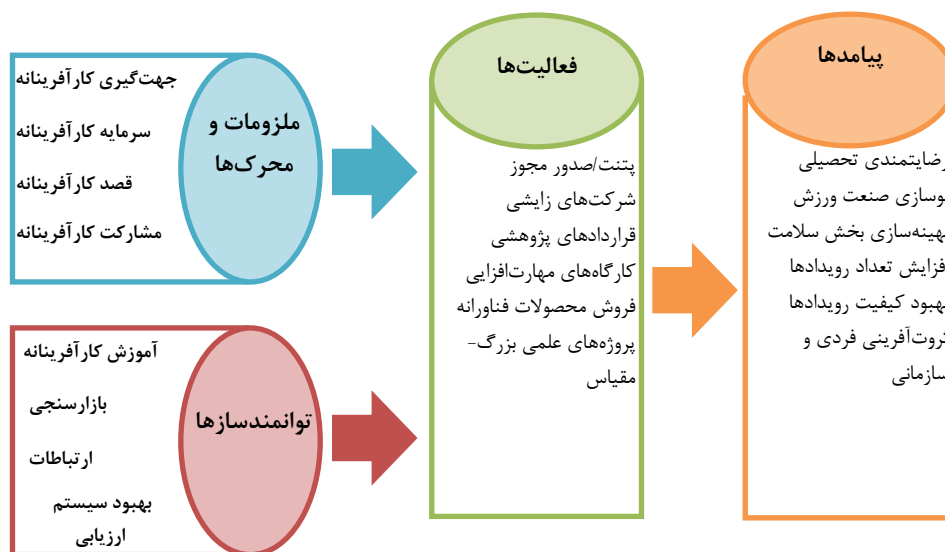 ملزومات و
محرک‌ها
جهت‌گیری کارآفرینانه
سرمایه کارآفرینانه
قصد کارآفرینانه
مشارکت کارآفرینانه
توانمندسازها
آموزش کارآفرینانه
بازارسنجی
ارتباطات
بهبود سیستم
ارزیابی
فعالیت‌ها
پتنت/صدور مجوز
شرکت‌های زایشی
قراردادهای پژوهشی
کارگاه‌های مهارت‌افزایی
فروش محصولات فناورانه
پروژه‌های علمی بزرگ-
مقیاس
پیامدها
رضایتمندی تحصیلی
نوسازی صنعت ورزش
بهینه‌سازی بخش سلامت
افزایش تعداد رویدادها
بهبود کیفیت رویدادها
ثروت‌آفرینی فردی و
سازمانی